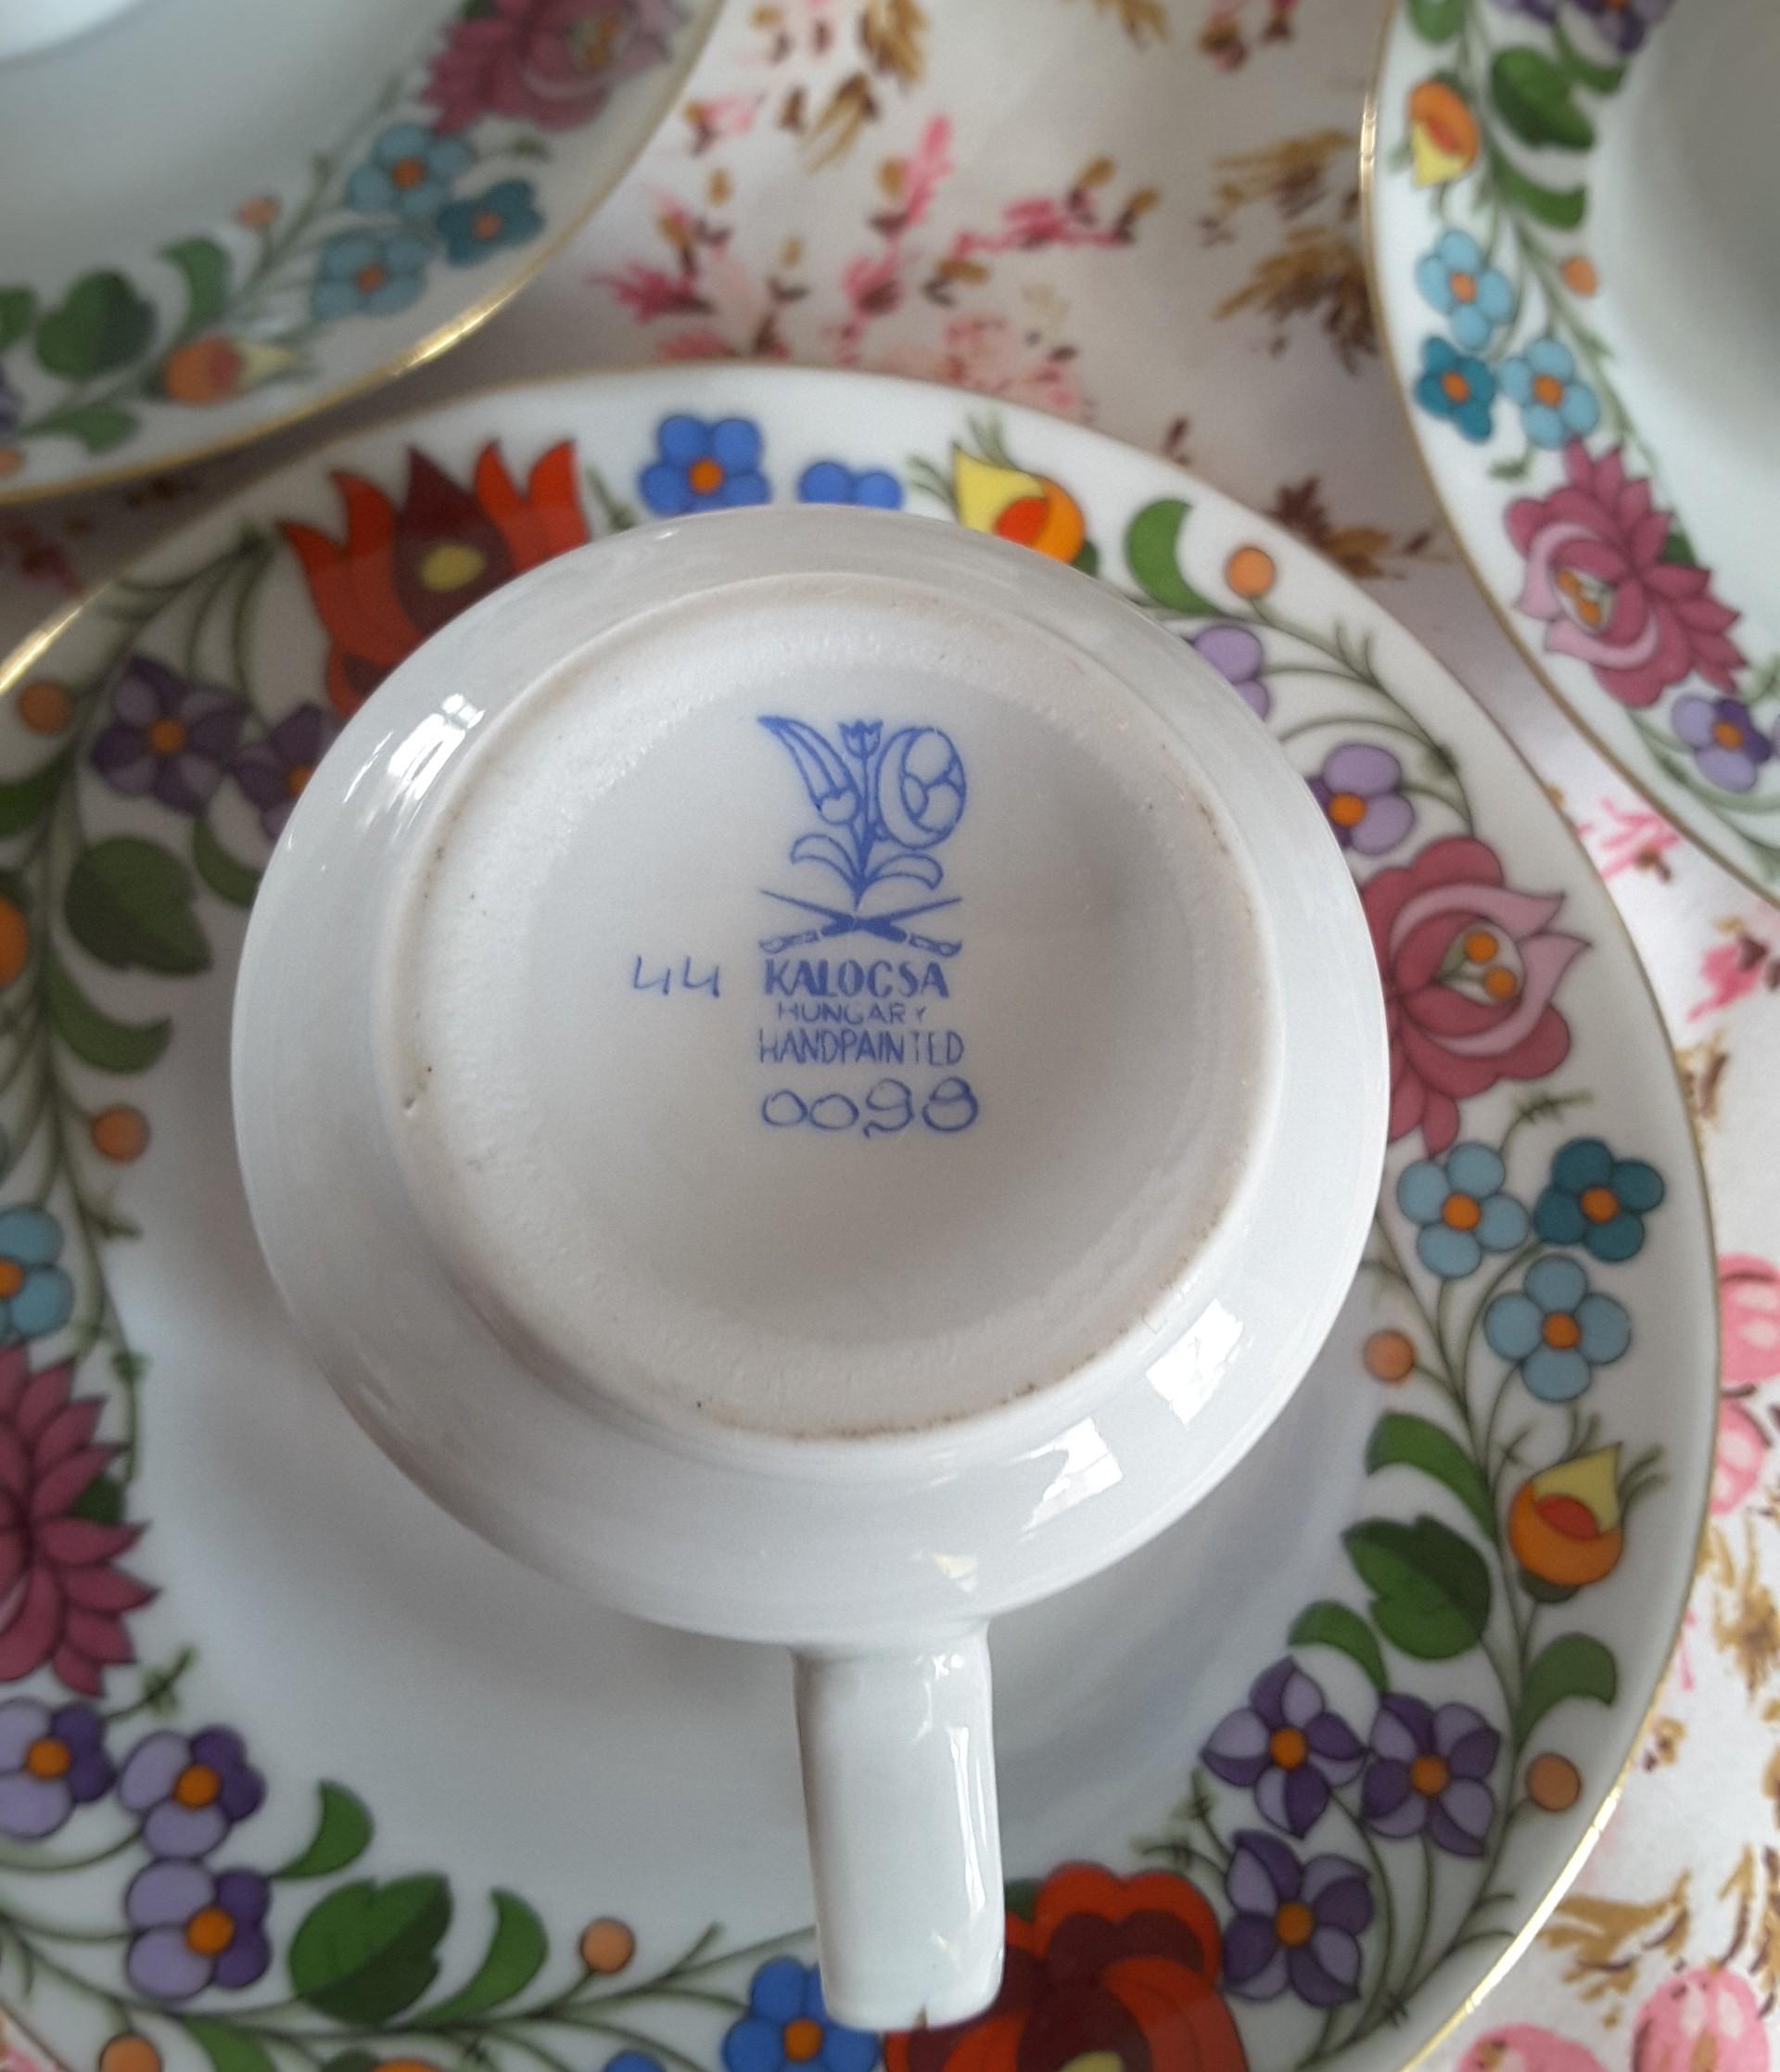 44 KALOCSA
HUNGARY
HANDPAINTED
0098